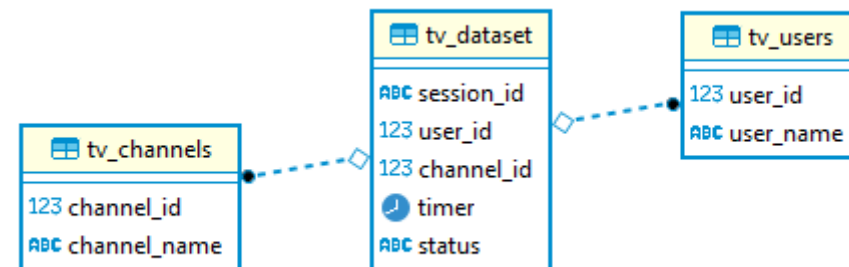 tv_channels
123 channel_id
ABC channel_name
tv_dataset
ABC session_id
123 user_id
123 channel_id
timer
ABC status
tv_users
123 user_id
ABC user_name